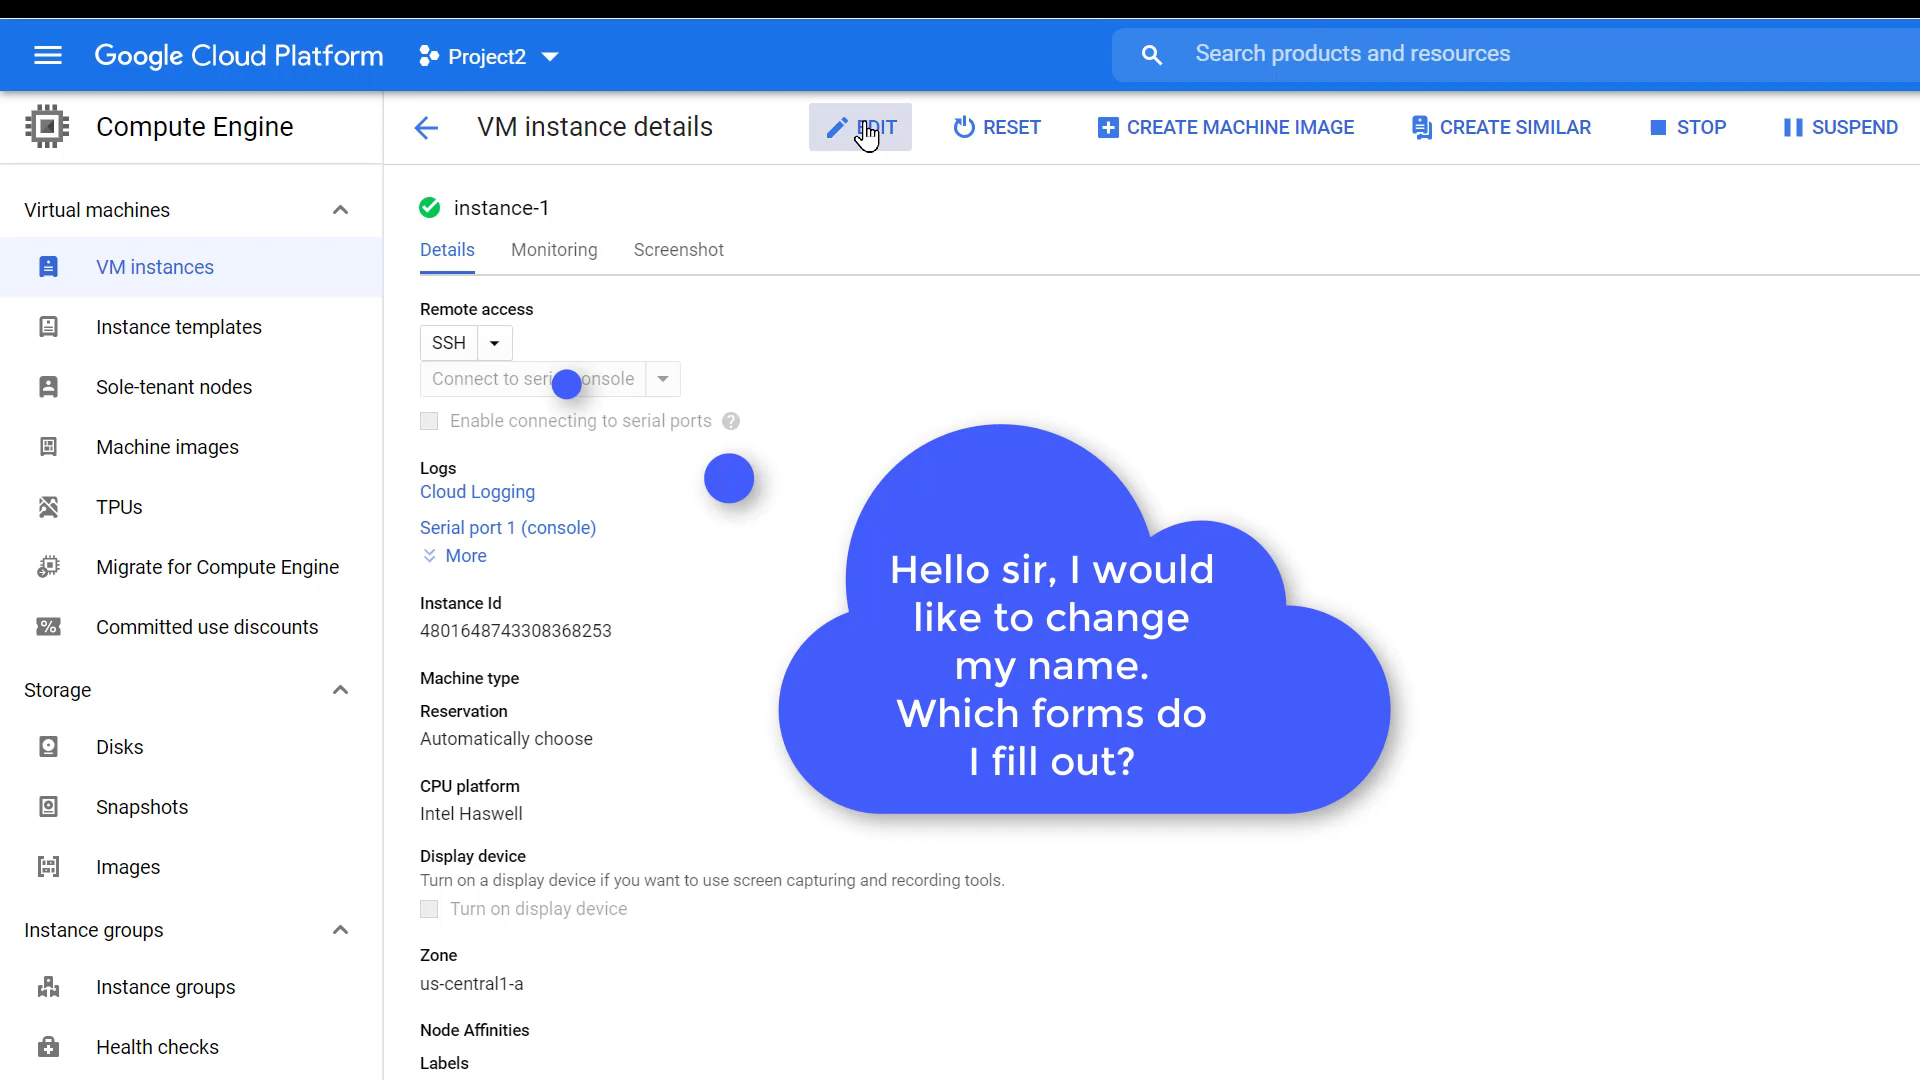 Google Cloud Platform
Project2
Search products and resources
Compute Engine
VM instance details
EDIT
RESET
CREATE MACHINE IMAGE
CREATE SIMILAR
STOP
SUSPEND
Virtual machines
VM instances
Instance templates
Sole-tenant nodes
Machine images
TPUs
Migrate for Compute Engine
Committed use discounts
Storage
Disks
Snapshots
Images
Instance groups
Instance groups
Health checks
instance-1
Details
Monitoring
Screenshot
Remote access
SSH
Connect to serial console
Enable connecting to serial ports
Logs
Cloud Logging
Serial port 1 (console)
More
Instance Id
4801648743308368253
Machine type
Reservation
Automatically choose
CPU platform
Intel Haswell
Display device
Turn on a display device if you want to use screen capturing and recording tools.
Turn on display device
Zone
us-central1-a
Node Affinities
Labels
Hello sir, I would
like to change
my name.
Which forms do
I fill out?